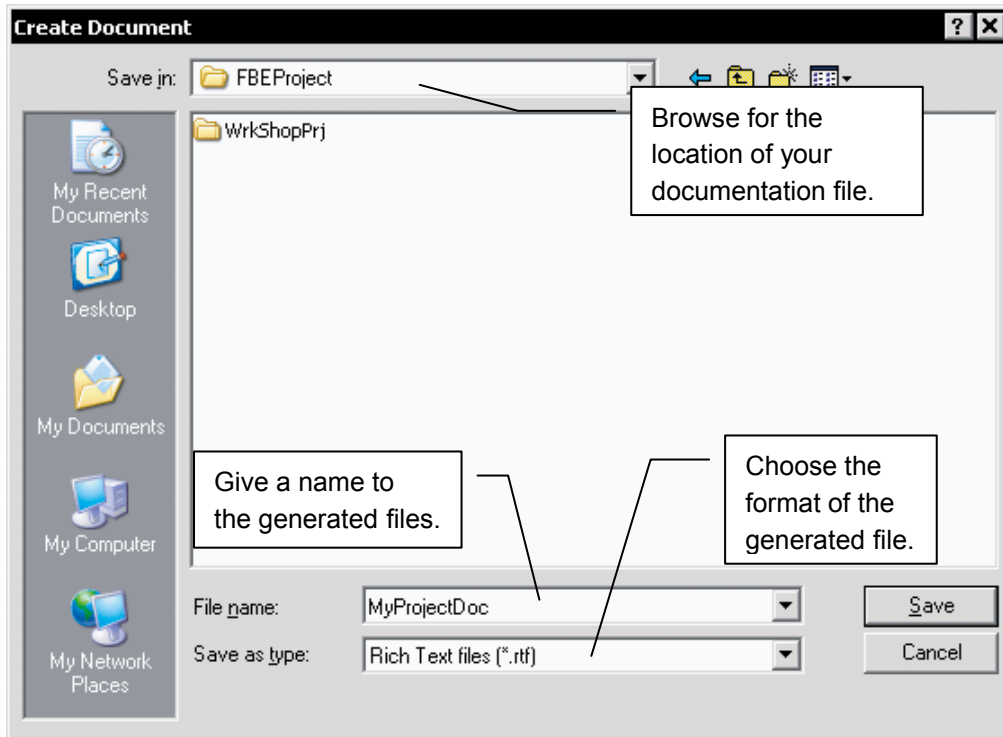 Create Document
Save in:
FBEProject
Browse for the
location of your
documentation file.
WrkShopPrj
My Recent
Documents
Desktop
My Documents
My Computer
My Network
Places
Give a name to
the generated files.
Choose the
format of the
generated file.
File name:
MyProjectDoc
Save
Save as type:
Rich Text files (*.rtf)
Cancel